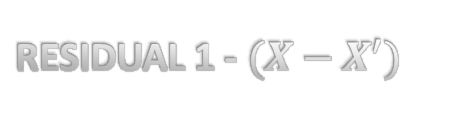 RESIDUAL 1 - (X − X′)